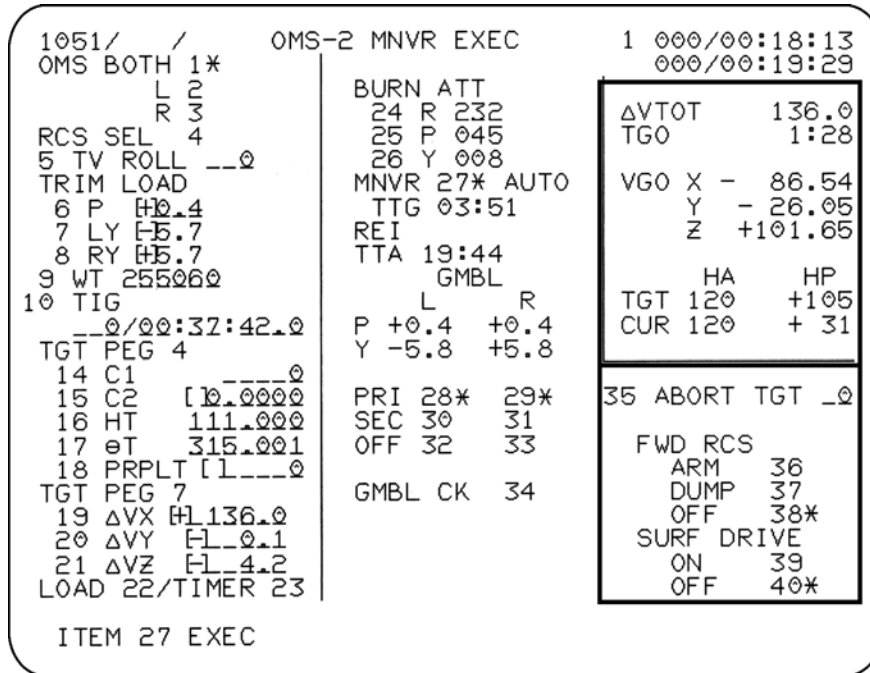 1051/   /   OMS-2 MNVR EXEC   1 000/00:18:13
000/00:19:29
OMS BOTH 1*
L 2
R 3
RCS SEL 4
5 TV ROLL __0
TRIM LOAD
6 P [+]0.4
7 LY [-]5.7
8 RY [+]5.7
9 WT 255060
10 TIG
__0/00:37:42.0
TGT PEG 4
14 C1 ____0
15 C2 [ ]0.0000
16 HT 111.000
17 θT 315.001
18 PRPLT [ ]____0
TGT PEG 7
19 ΔVX [+]_136.0
20 ΔVY [-]__0.1
21 ΔVZ [-]__4.2
LOAD 22/TIMER 23
ITEM 27 EXEC
BURN ATT
24 R 232
25 P 045
26 Y 008
MNVR 27* AUTO
TTG 03:51
REI
TTA 19:44
GMBL
L R
P +0.4 +0.4
Y -5.8 +5.8
PRI 28* 29*
SEC 30 31
OFF 32 33
GMBL CK 34
ΔVTOT 136.0
TGO 1:28
VGO X - 86.54
Y - 26.05
Z +101.65
HA HP
TGT 120 +105
CUR 120 + 31
35 ABORT TGT _0
FWD RCS
ARM 36
DUMP 37
OFF 38*
SURF DRIVE
ON 39
OFF 40*